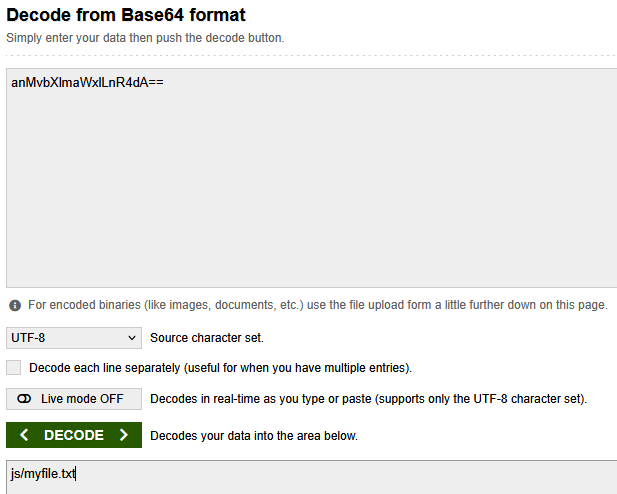 Decode from Base64 format
Simply enter your data then push the decode button.
anMvbXlmaWxlLnR4dA==
For encoded binaries (like images, documents, etc.) use the file upload form a little further down on this page.
UTF-8 Source character set.
Decode each line separately (useful for when you have multiple entries).
Live mode OFF Decodes in real-time as you type or paste (supports only the UTF-8 character set).
< DECODE > Decodes your data into the area below.
js/myfile.txt